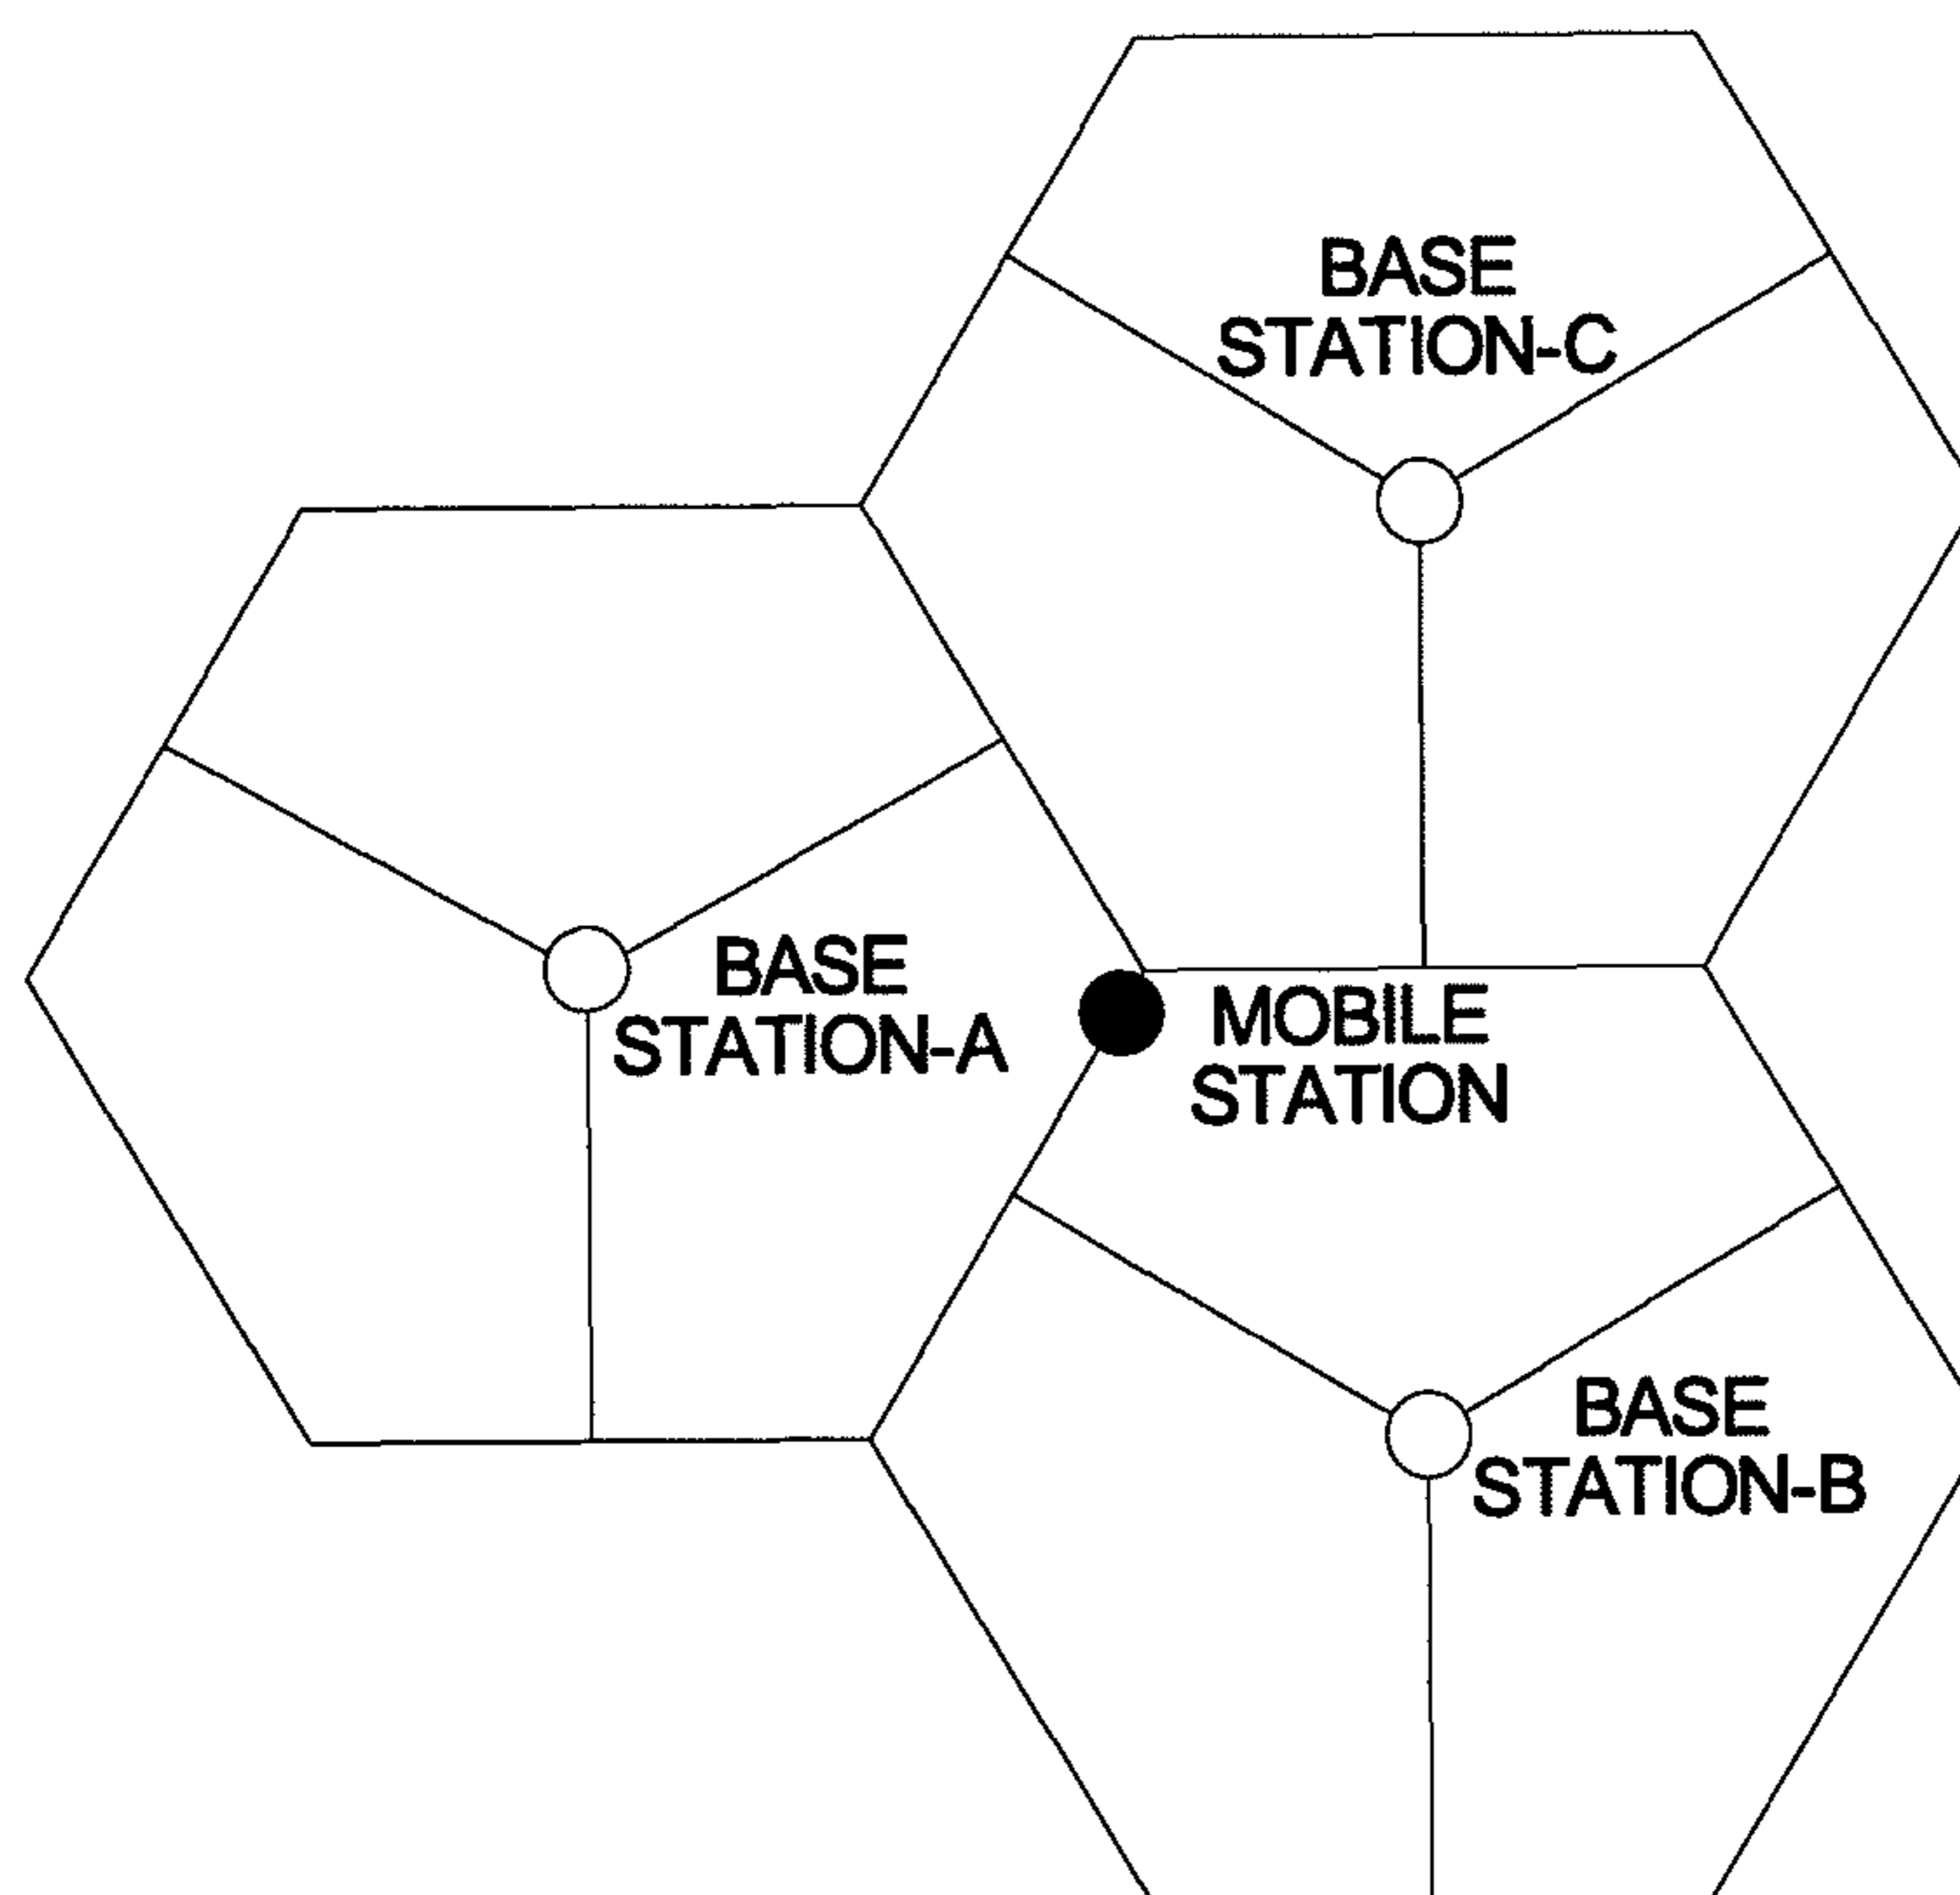 BASE
STATION-C
BASE
STATION-A
MOBILE
STATION
BASE
STATION-B